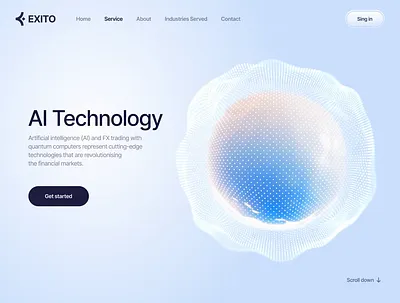 EXITO
Home
Service
About
Industries Served
Contact
Sing in
AI Technology
Artificial intelligence (AI) and FX trading with
quantum computers represent cutting-edge
technologies that are revolutionising
the financial markets.
Get started
Scroll down ↓